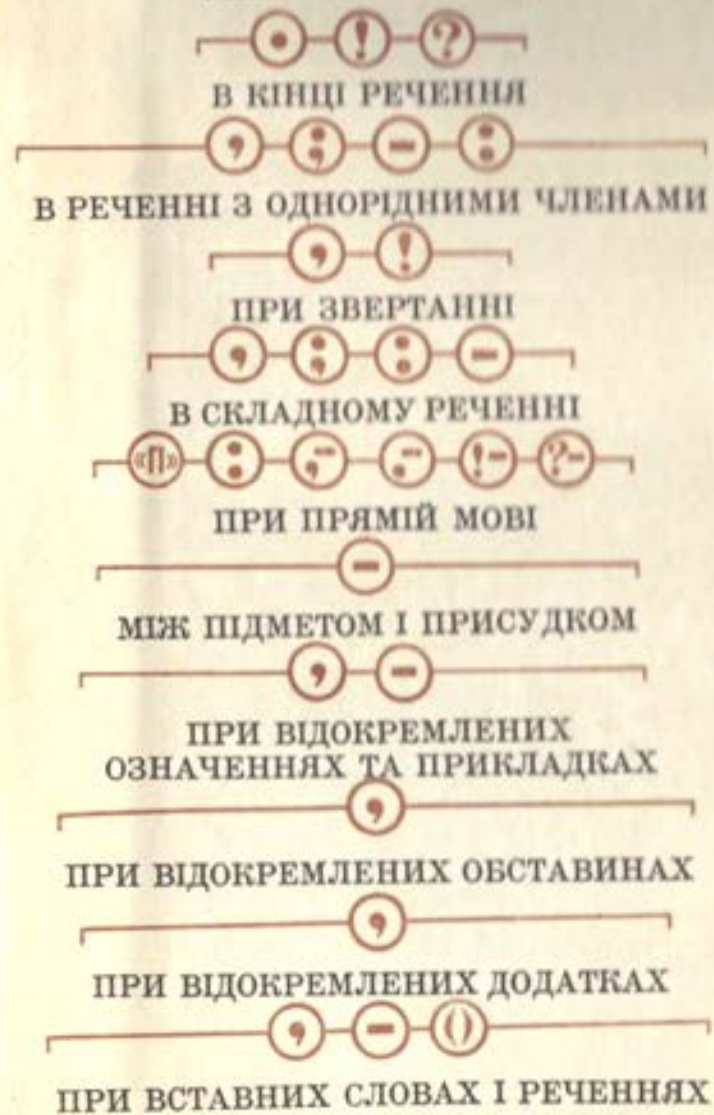 . ! ?
В КІНЦІ РЕЧЕННЯ
, ; – :
В РЕЧЕННІ З ОДНОРІДНИМИ ЧЛЕНАМИ
, !
ПРИ ЗВЕРТАННІ
, ; : –
В СКЛАДНОМУ РЕЧЕННІ
«П» : ,– .– !– ?–
ПРИ ПРЯМІЙ МОВІ
–
МІЖ ПІДМЕТОМ І ПРИСУДКОМ
, –
ПРИ ВІДОКРЕМЛЕНИХ
ОЗНАЧЕННЯХ ТА ПРИКЛАДКАХ
,
ПРИ ВІДОКРЕМЛЕНИХ ОБСТАВИНАХ
,
ПРИ ВІДОКРЕМЛЕНИХ ДОДАТКАХ
, – ()
ПРИ ВСТАВНИХ СЛОВАХ І РЕЧЕННЯХ